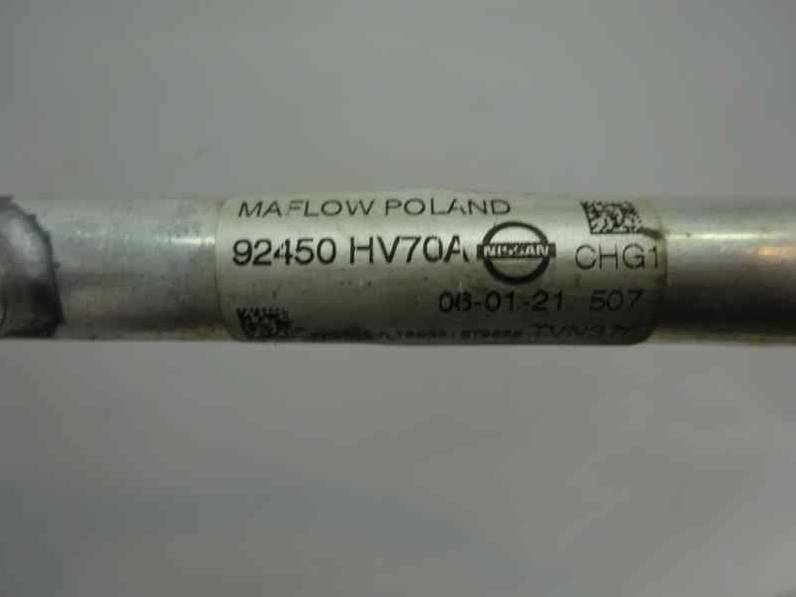 MAFLOW POLAND
92450 HV70A NISSAN CHG1
06-01-21 507